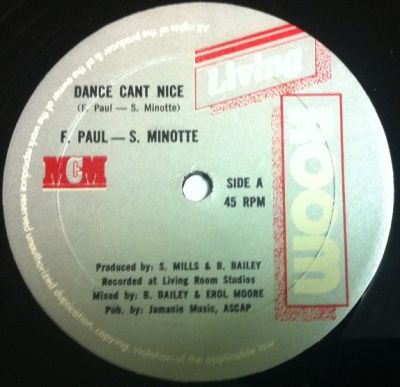 All rights of the producer & of the owner of the work reproduce reserved unauthorized duplication, copying, violation of the applicable law
Living
ROOM
DANCE CANT NICE
(F. Paul — S. Minotte)
F. PAUL — S. MINOTTE
MCM
SIDE A
45 RPM
Produced by: S. MILLS & B. BAILEY
Recorded at Living Room Studios
Mixed by: B. BAILEY & EROL MOORE
Pub. by: Jamanie Music, ASCAP